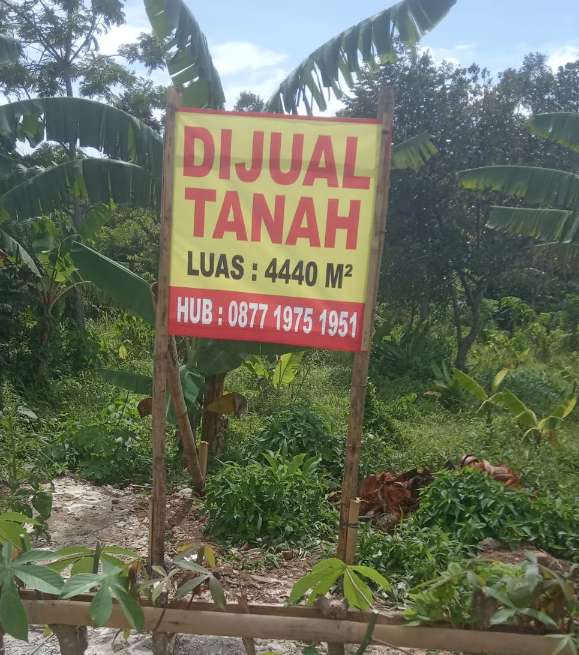 DIJUAL
TANAH
LUAS : 4440 M²
HUB : 0877 1975 1951